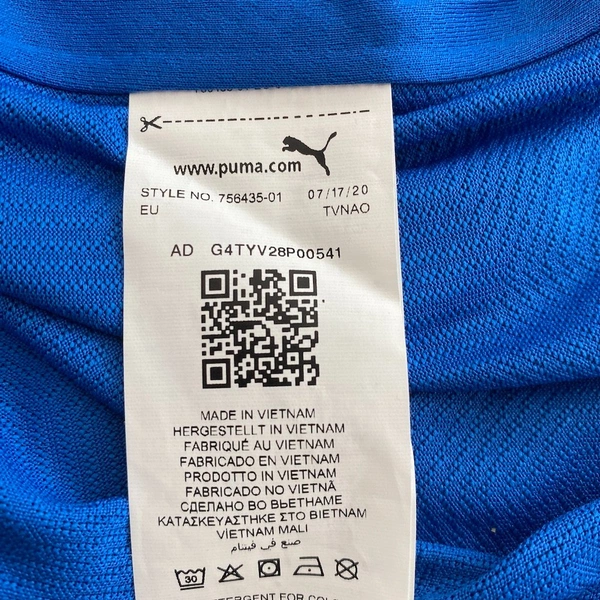 www.puma.com
STYLE NO. 756435-01 07/17/20
EU TVNAO
AD G4TYV28P00541
MADE IN VIETNAM
HERGESTELLT IN VIETNAM
FABRIQUÉ AU VIETNAM
FABRICADO EN VIETNAM
PRODOTTO IN VIETNAM
FABRICADO NO VIETNÃ
СДЕЛАНО ВО ВЬЕТНАМЕ
ΚΑΤΑΣΚΕΥΑΣΤΗΚΕ ΣΤΟ ΒΙΕΤΝΑΜ
VİETNAM MALI
صنع في فيتنام
30